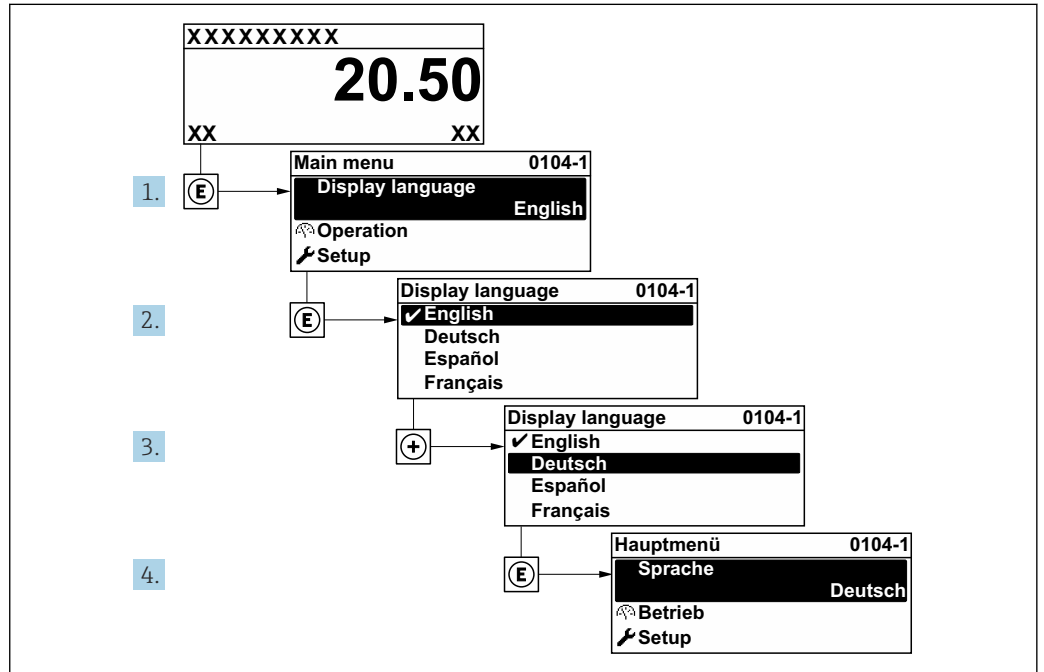 XXXXXXXXX
20.50
XX XX
1. E
Main menu 0104-1
Display language
English
Operation
Setup
2. E
Display language 0104-1
✔English
Deutsch
Español
Français
3. +
Display language 0104-1
✔English
Deutsch
Español
Français
4. E
Hauptmenü 0104-1
Sprache
Deutsch
Betrieb
Setup